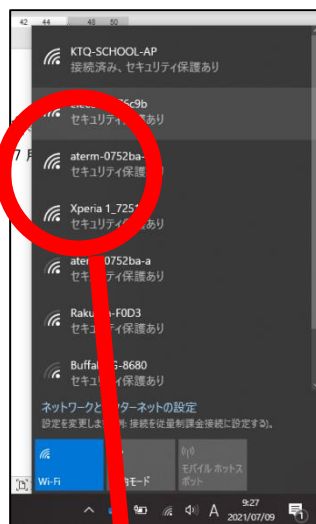 42 44 48 50
KTQ-SCHOOL-AP
接続済み、セキュリティ保護あり
セキュリティ保護あり
7 月
aterm-0752ba-
セキュリティ保護あり
Xperia 1_7251
セキュリティ保護あり
0752ba-a
セキュリティ保護あり
-F0D3
セキュリティ保護あり
-8680
セキュリティ保護あり
ネットワークとインターネットの設定
設定を変更します 例: 接続を従量制課金接続に設定する)。
Wi-Fi
モード
モバイル ホットスポット
A
9:27
2021/07/09